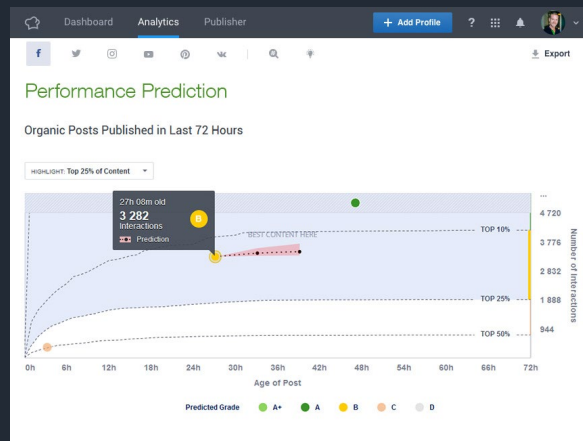 Dashboard Analytics Publisher + Add Profile ?
Export
Performance Prediction
Organic Posts Published in Last 72 Hours
HIGHLIGHT: Top 25% of Content
27h 08m old
3 282
Interactions
B
Prediction
BEST CONTENT HERE
TOP 10%
TOP 25%
TOP 50%
...
4 720
3 776
2 832
1 888
944
Number of Interactions
0h 6h 12h 18h 24h 30h 36h 42h 48h 54h 60h 66h 72h
Age of Post
Predicted Grade A+ A B C D